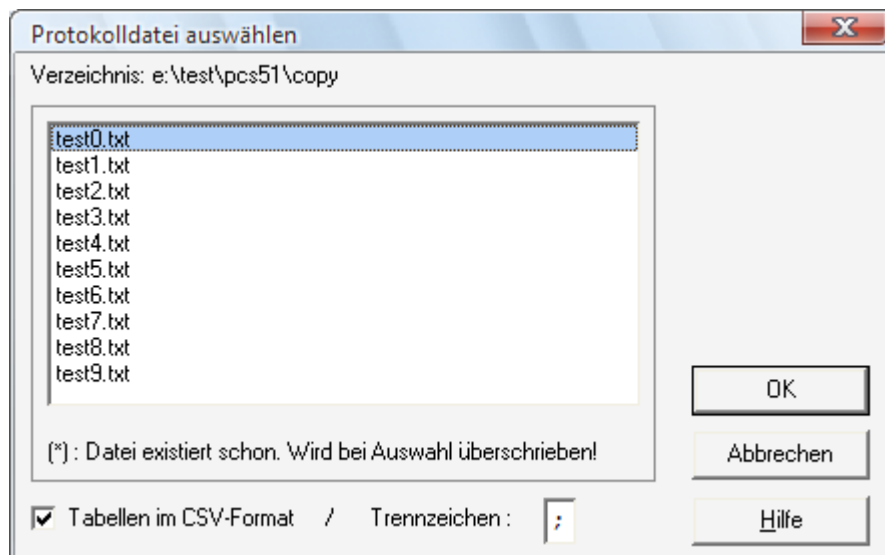 Protokolldatei auswählen
Verzeichnis: e:\test\pcs51\copy
test0.txt
test1.txt
test2.txt
test3.txt
test4.txt
test5.txt
test6.txt
test7.txt
test8.txt
test9.txt
(*) : Datei existiert schon. Wird bei Auswahl überschrieben!
OK
Abbrechen
Tabellen im CSV-Format / Trennzeichen : ;
Hilfe